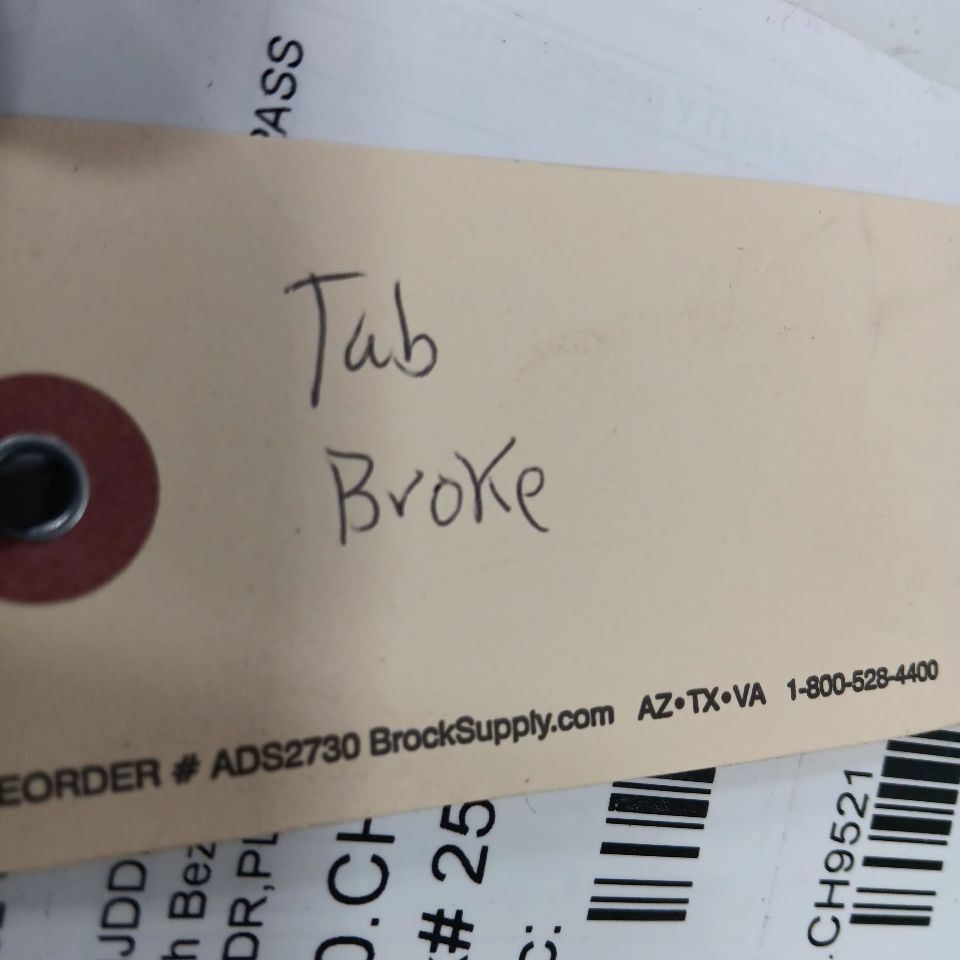 PASS
Tab
Broke
EORDER # ADS2730 BrockSupply.com AZ•TX•VA 1-800-528-4400
JDD
h Bez
DR,PL
O.CH
# 25
C:
.CH9521